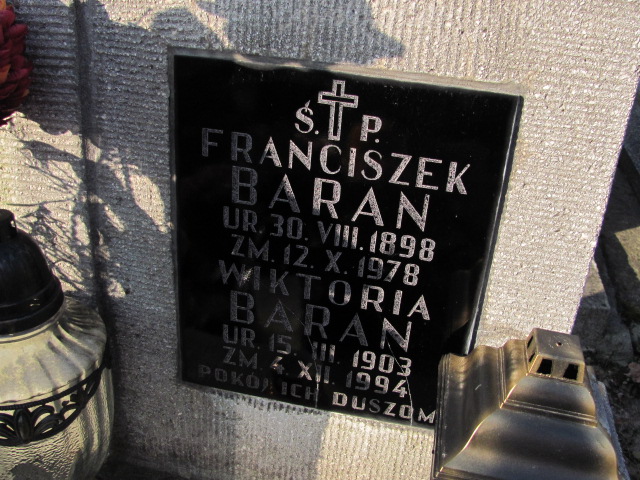 Ś. P.
FRANCISZEK
BARAN
UR. 30. VIII. 1898
ZM. 12. X. 1978
WIKTORIA
BARAN
UR. 15. III. 1903
ZM. 4. XII. 1994
POKÓJ ICH DUSZOM